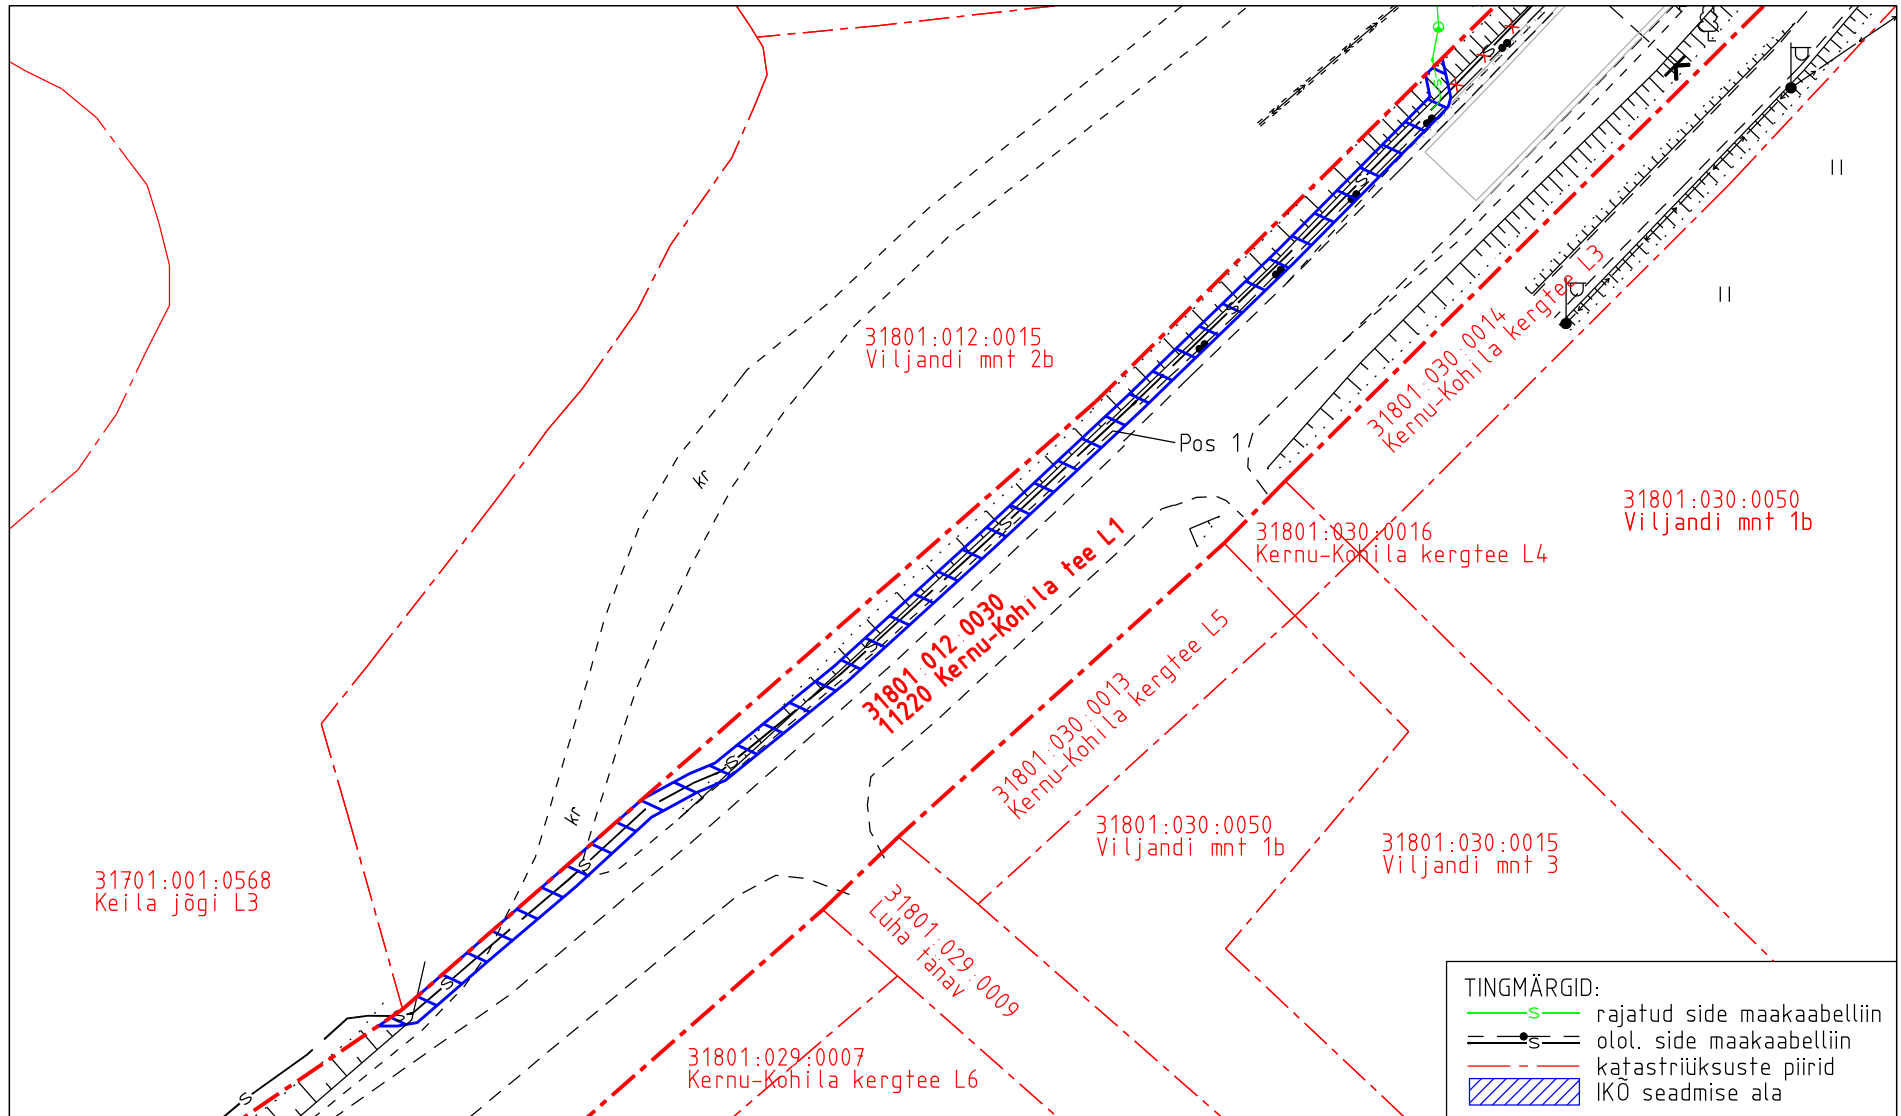 31801:012:0015
Viljandi mnt 2b
31801:030:0014
Kernu-Kohila kergtee L3
Pos 1
kr
31801:030:0050
Viljandi mnt 1b
31801:030:0016
Kernu-Kohila kergtee L4
31801:012:0030
11220 Kernu-Kohila tee L1
31801:030:0013
Kernu-Kohila kergtee L5
kr
31801:030:0050
Viljandi mnt 1b
31801:030:0015
Viljandi mnt 3
31701:001:0568
Keila jõgi L3
31801:029:0009
Luha tänav
31801:029:0007
Kernu-Kohila kergtee L6
TINGMÄRGID:
S rajatud side maakaabelliin
S olol. side maakaabelliin
katastriüksuste piirid
IKÕ seadmise ala